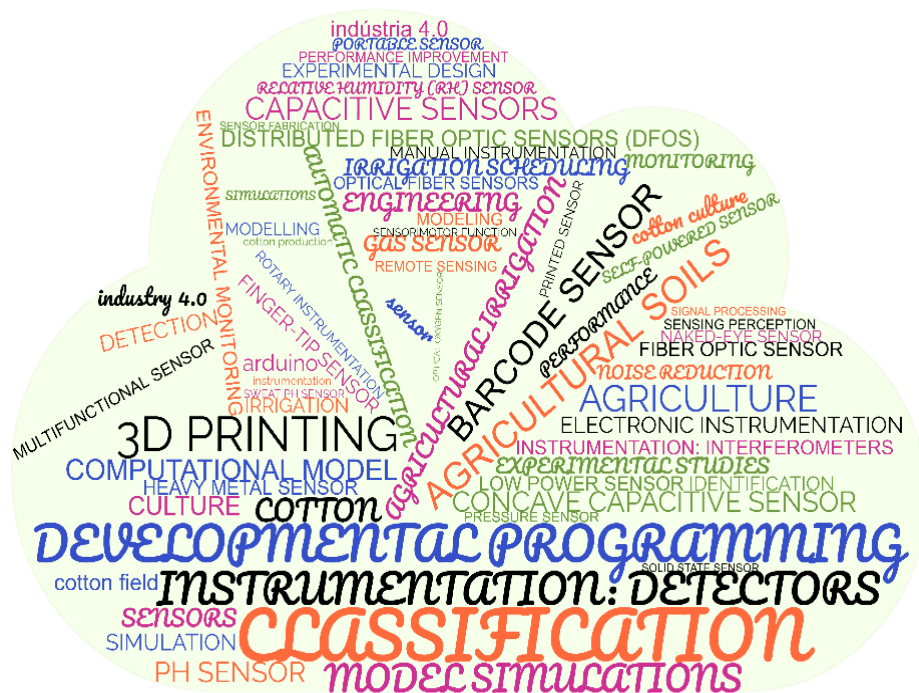 indústria 4.0
PORTABLE SENSOR
PERFORMANCE IMPROVEMENT
EXPERIMENTAL DESIGN
RELATIVE HUMIDITY (RH) SENSOR
CAPACITIVE SENSORS
SENSOR FABRICATION
DISTRIBUTED FIBER OPTIC SENSORS (DFOS)
MANUAL INSTRUMENTATION
MONITORING
IRRIGATION SCHEDULING
OPTICAL FIBER SENSORS
ENGINEERING
MODELING
SENSORIMOTOR FUNCTION
GAS SENSOR
REMOTE SENSING
ENVIRONMENTAL MONITORING
AUTOMATIC CLASSIFICATION
SIMULATIONS
MODELLING
cotton production
ROTARY INSTRUMENTATION
FINGER-TIP SENSOR
sensor
OPTICAL OXYGEN SENSOR
AGRICULTURAL IRRIGATION
PRINTED SENSOR
BARCODE SENSOR
cotton culture
SELF-POWERED SENSOR
PERFORMANCE
AGRICULTURAL SOILS
industry 4.0
DETECTION
MULTIFUNCTIONAL SENSOR
arduino
instrumentation
SWEAT PH SENSOR
IRRIGATION
SIGNAL PROCESSING
SENSING PERCEPTION
NAKED-EYE SENSOR
FIBER OPTIC SENSOR
NOISE REDUCTION
AGRICULTURE
ELECTRONIC INSTRUMENTATION
INSTRUMENTATION: INTERFEROMETERS
EXPERIMENTAL STUDIES
LOW POWER SENSOR
IDENTIFICATION
CONCAVE CAPACITIVE SENSOR
PRESSURE SENSOR
3D PRINTING
COMPUTATIONAL MODEL
HEAVY METAL SENSOR
CULTURE
COTTON
DEVELOPMENTAL PROGRAMMING
SOLID STATE SENSOR
cotton field
INSTRUMENTATION: DETECTORS
SENSORS
CLASSIFICATION
SIMULATION
PH SENSOR
MODEL SIMULATIONS